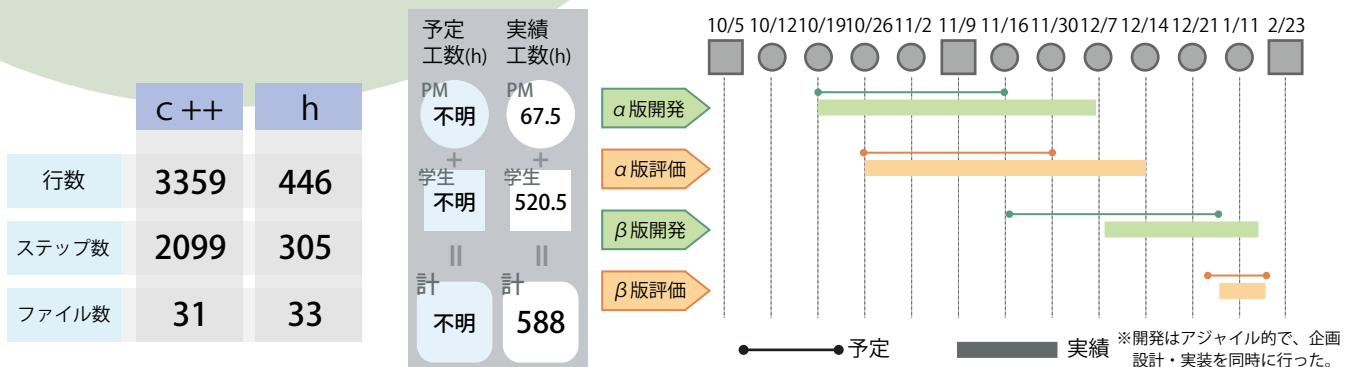 c ++ h
行数 3359 446
ステップ数 2099 305
ファイル数 31 33
予定 実績
工数(h) 工数(h)
PM PM
不明 67.5
+ +
学生 学生
不明 520.5
|| ||
計 計
不明 588
10/5 10/12 10/19 10/26 11/2 11/9 11/16 11/30 12/7 12/14 12/21 1/11 2/23
α版開発
α版評価
β版開発
β版評価
予定 実績
※開発はアジャイル的で、企画
設計・実装を同時に行った。